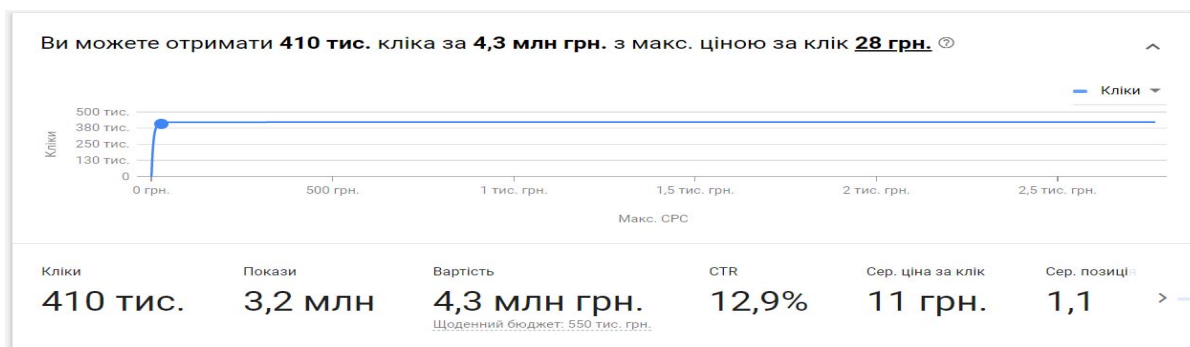 Ви можете отримати 410 тис. кліка за 4,3 млн грн. з макс. ціною за клік 28 грн.
Кліки
500 тис.
380 тис.
250 тис.
130 тис.
0
Кліки
0 грн.
500 грн.
1 тис. грн.
1,5 тис. грн.
2 тис. грн.
2,5 тис. грн.
Макс. CPC
Кліки
Покази
Вартість
CTR
Сер. ціна за клік
Сер. позиція
410 тис.
3,2 млн
4,3 млн грн.
12,9%
11 грн.
1,1
Щоденний бюджет: 550 тис. грн.